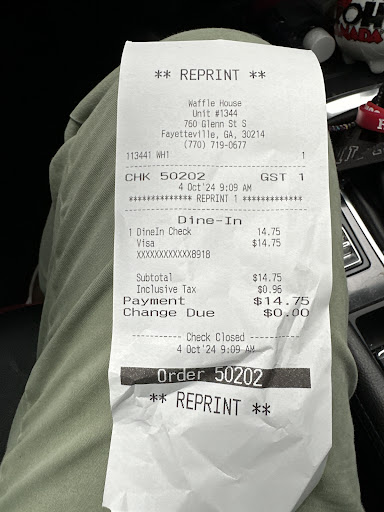 ** REPRINT **
Waffle House
Unit #1344
760 Glenn St S
Fayetteville, GA, 30214
(770) 719-0677
113441 WH1 1
CHK 50202 GST 1
4 Oct'24 9:09 AM
************* REPRINT 1 *************
Dine-In
1 DineIn Check 14.75
Visa $14.75
XXXXXXXXXXXX8918
Subtotal $14.75
Inclusive Tax $0.96
Payment $14.75
Change Due $0.00
----------- Check Closed -----------
4 Oct'24 9:09 AM
Order 50202
** REPRINT **